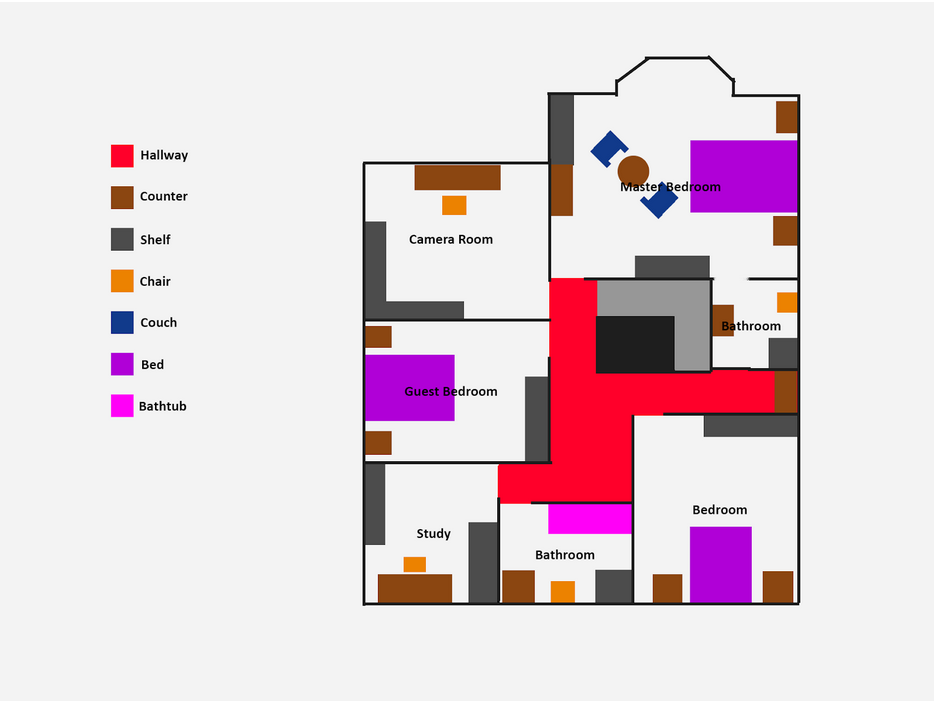 Hallway
Counter
Shelf
Chair
Couch
Bed
Bathtub
Master Bedroom
Camera Room
Bathroom
Guest Bedroom
Bedroom
Study
Bathroom